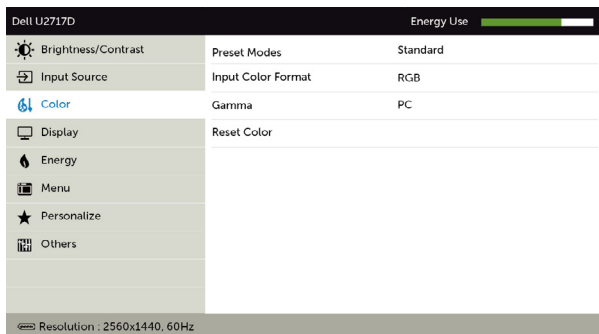 Dell U2717D Energy Use
Brightness/Contrast
Input Source
Color
Display
Energy
Menu
Personalize
Others
Preset Modes Standard
Input Color Format RGB
Gamma PC
Reset Color
Resolution : 2560x1440, 60Hz